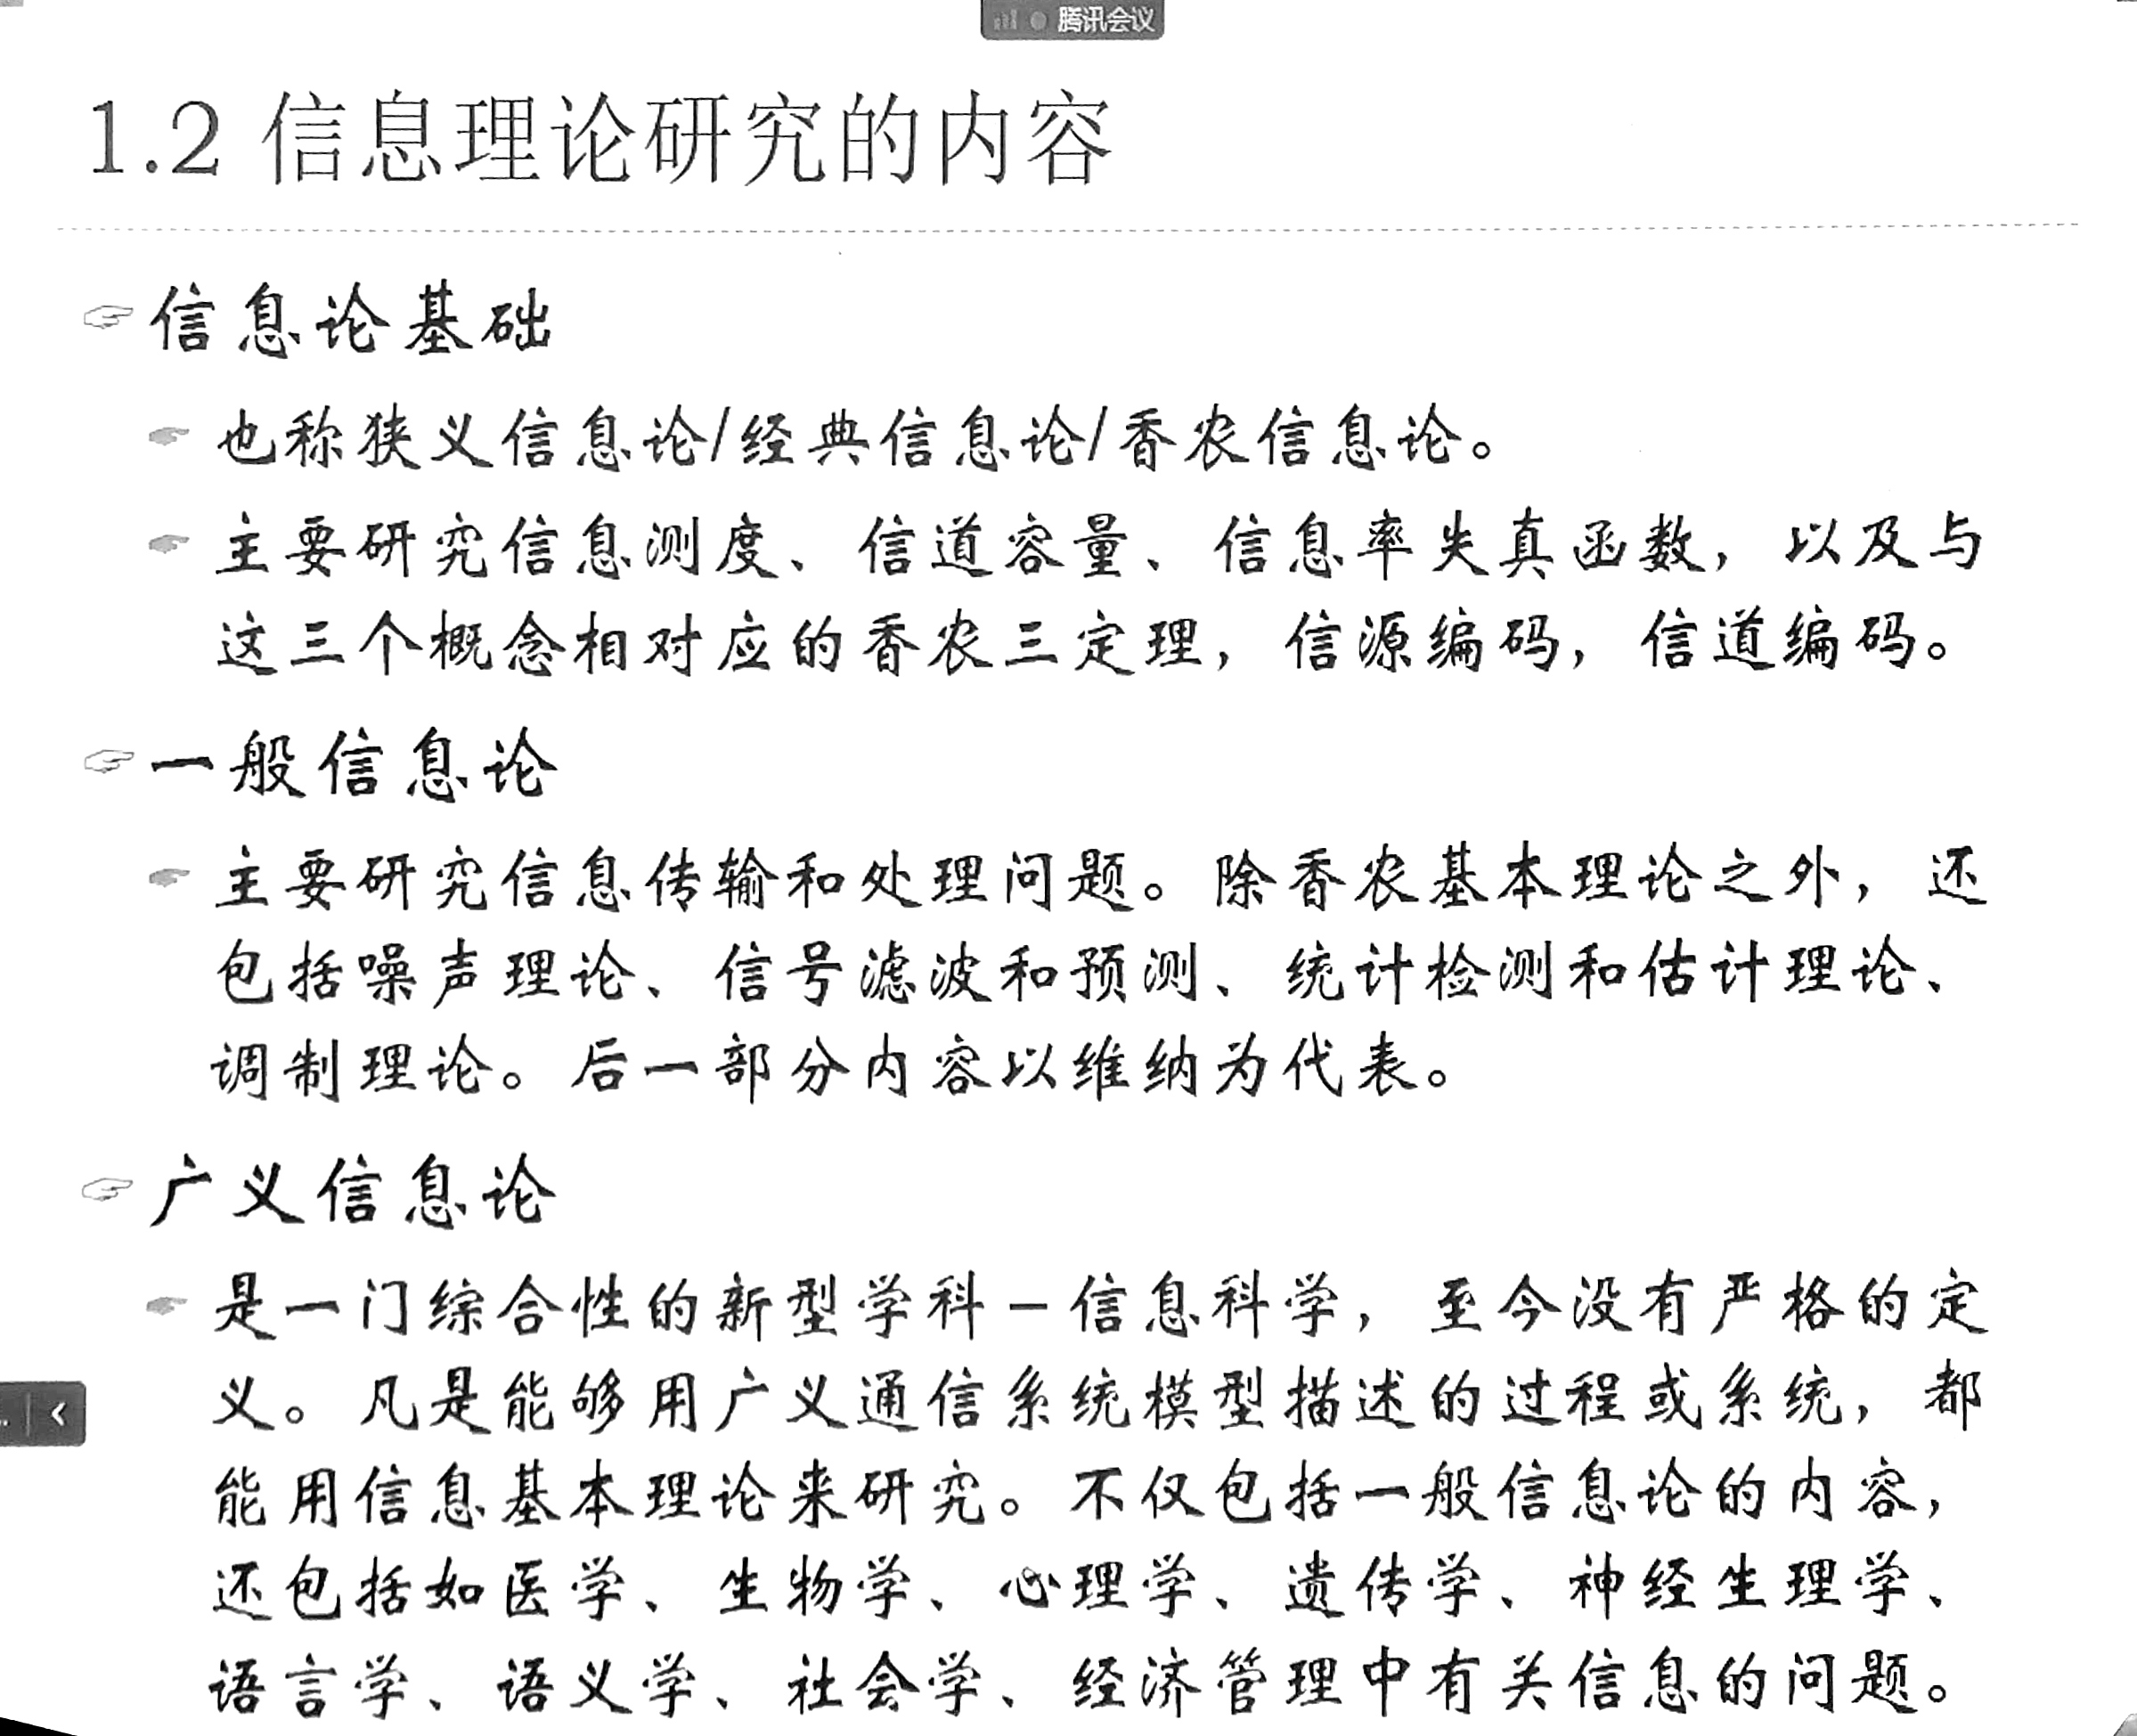 腾讯会议
1.2 信息理论研究的内容
信息论基础
也称狭义信息论/经典信息论/香农信息论。
主要研究信息测度、信道容量、信息率失真函数，以及与
这三个概念相对应的香农三定理，信源编码，信道编码。
一般信息论
主要研究信息传输和处理问题。除香农基本理论之外，还
包括噪声理论、信号滤波和预测、统计检测和估计理论、
调制理论。后一部分内容以维纳为代表。
广义信息论
是一门综合性的新型学科－信息科学，至今没有严格的定
义。凡是能够用广义通信系统模型描述的过程或系统，都
能用信息基本理论来研究。不仅包括一般信息论的内容，
还包括如医学、生物学、心理学、遗传学、神经生理学、
语言学、语义学、社会学、经济管理中有关信息的问题。